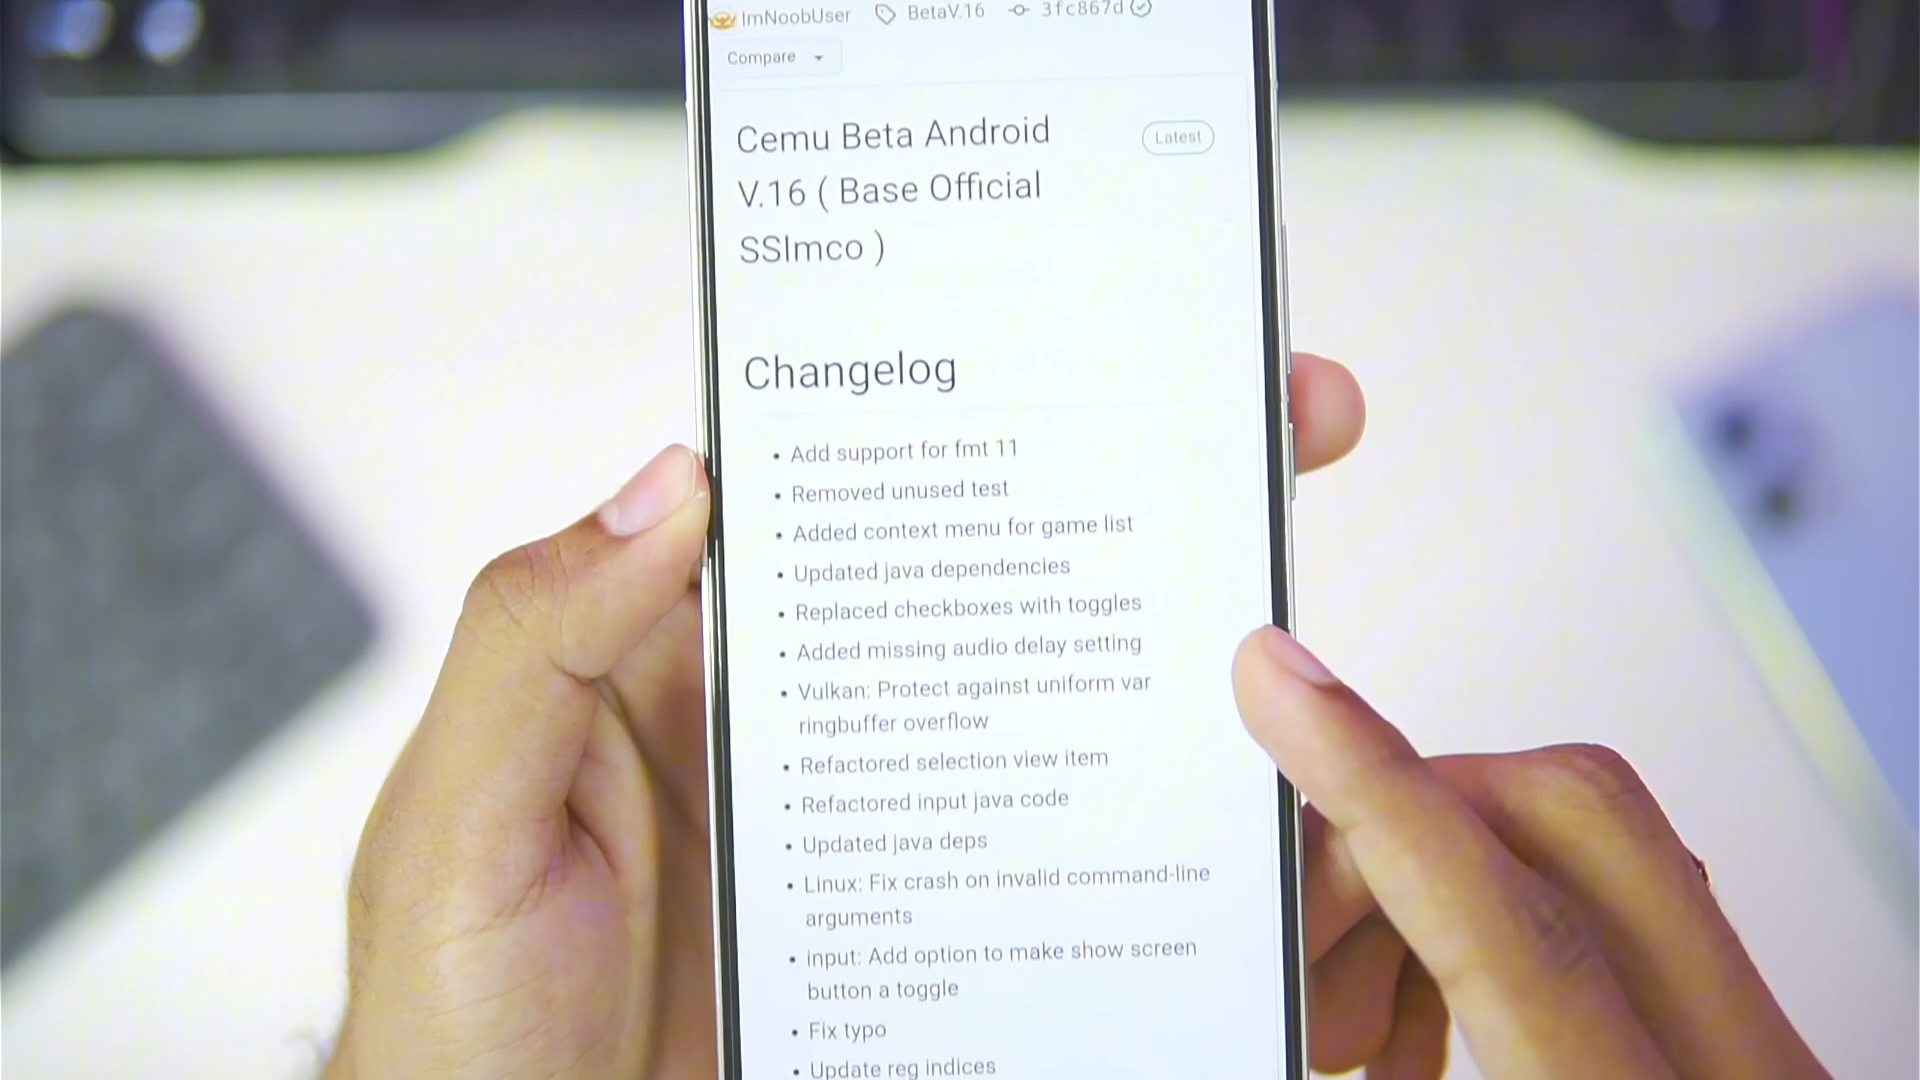 ImNoobUser BetaV.16 3fc867d
Compare
Cemu Beta Android
Latest
V.16 ( Base Official
SSImco )
Changelog
• Add support for fmt 11
• Removed unused test
• Added context menu for game list
• Updated java dependencies
• Replaced checkboxes with toggles
• Added missing audio delay setting
• Vulkan: Protect against uniform var
ringbuffer overflow
• Refactored selection view item
• Refactored input java code
• Updated java deps
• Linux: Fix crash on invalid command-line
arguments
• input: Add option to make show screen
button a toggle
• Fix typo
• Update reg indices